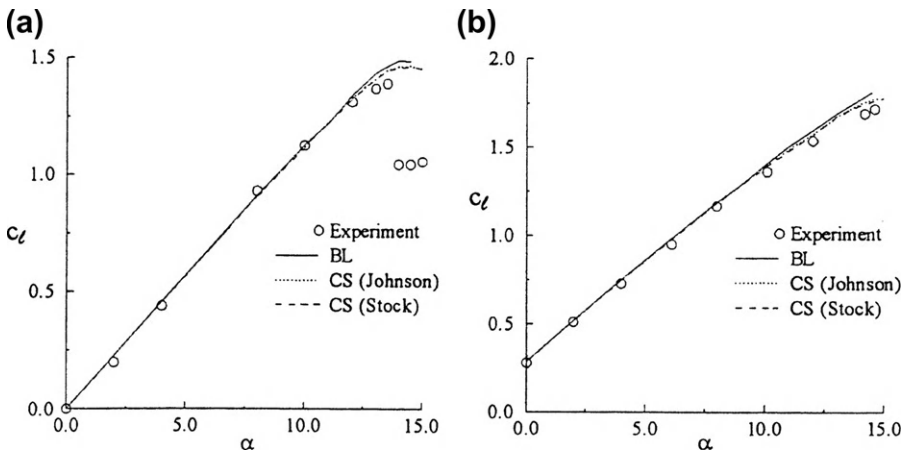 (a)
1.5
1.0
cℓ
0.5
0.0
0.0
5.0
10.0
15.0
α
Experiment
BL
CS (Johnson)
CS (Stock)
(b)
2.0
1.5
cℓ
1.0
0.5
0.0
0.0
5.0
10.0
15.0
α
Experiment
BL
CS (Johnson)
CS (Stock)